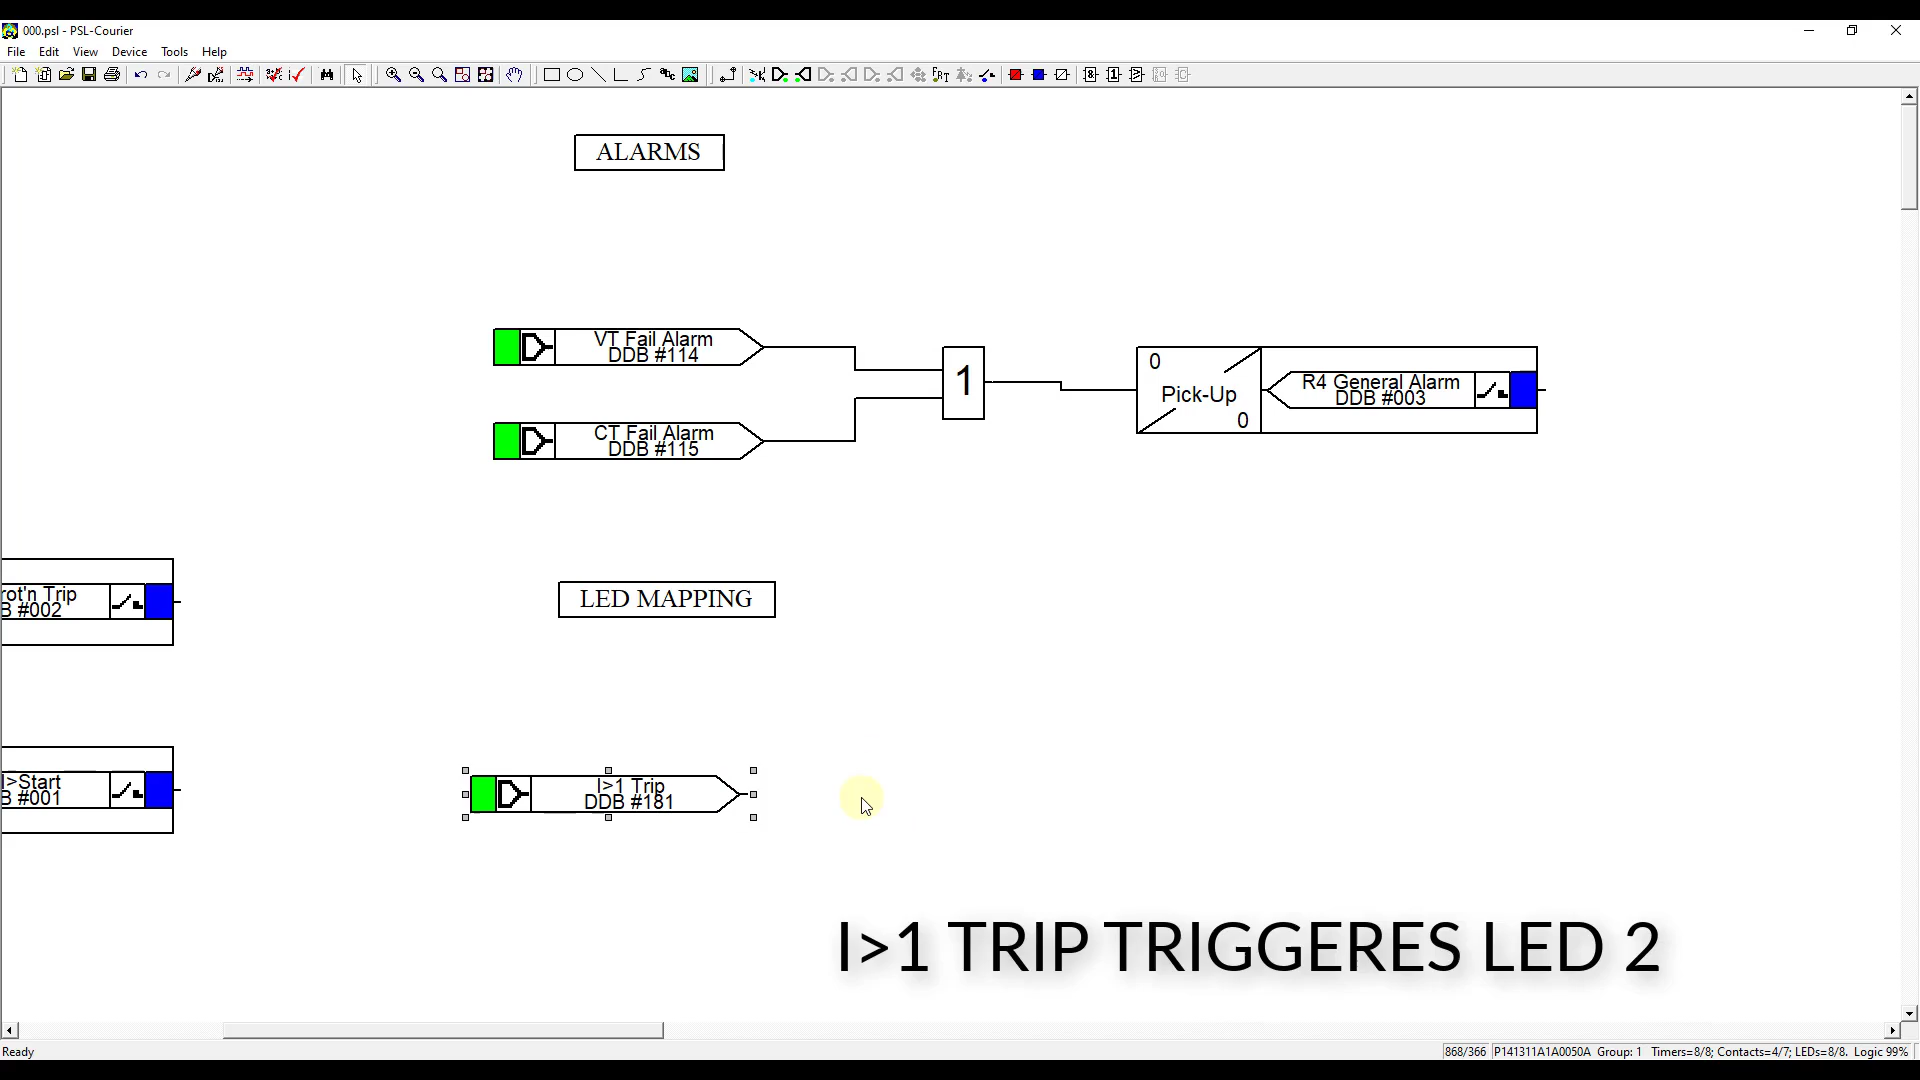 000.psl - PSL-Courier
File Edit View Device Tools Help
ALARMS
VT Fail Alarm
DDB #114
0
Pick-Up
0
R4 General Alarm
DDB #003
1
CT Fail Alarm
DDB #115
rot'n Trip
B #002
LED MAPPING
I>Start
B #001
I>1 Trip
DDB #181
I>1 TRIP TRIGGERES LED 2
Ready
868/366 P141311A1A0050A Group: 1 Timers=8/8; Contacts=4/7; LEDs=8/8. Logic 99%